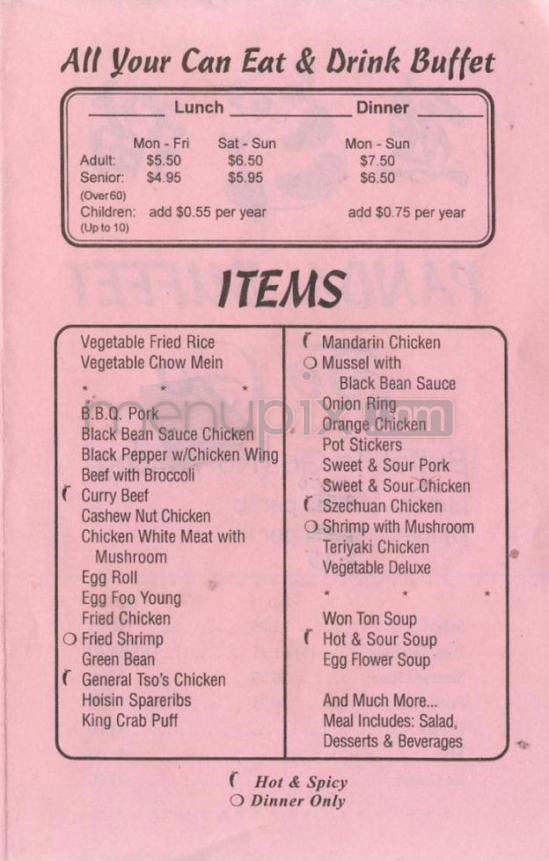 All Your Can Eat & Drink Buffet
Lunch Dinner
Mon - Fri Sat - Sun Mon - Sun
Adult: $5.50 $6.50 $7.50
Senior: $4.95 $5.95 $6.50
(Over 60)
Children: add $0.55 per year add $0.75 per year
(Up to 10)
PANDA BUFFET
ITEMS
Vegetable Fried Rice
Vegetable Chow Mein
* * *
B.B.Q. Pork
Black Bean Sauce Chicken
Black Pepper w/Chicken Wing
Beef with Broccoli
Curry Beef
Cashew Nut Chicken
Chicken White Meat with
Mushroom
Egg Roll
Egg Foo Young
Fried Chicken
Fried Shrimp
Green Bean
General Tso's Chicken
Hoisin Spareribs
King Crab Puff
Mandarin Chicken
Mussel with
Black Bean Sauce
Onion Ring
Orange Chicken
Pot Stickers
Sweet & Sour Pork
Sweet & Sour Chicken
Szechuan Chicken
Shrimp with Mushroom
Teriyaki Chicken
Vegetable Deluxe
* * *
Won Ton Soup
Hot & Sour Soup
Egg Flower Soup
And Much More...
Meal Includes: Salad,
Desserts & Beverages
menupix.com
Hot & Spicy
Dinner Only